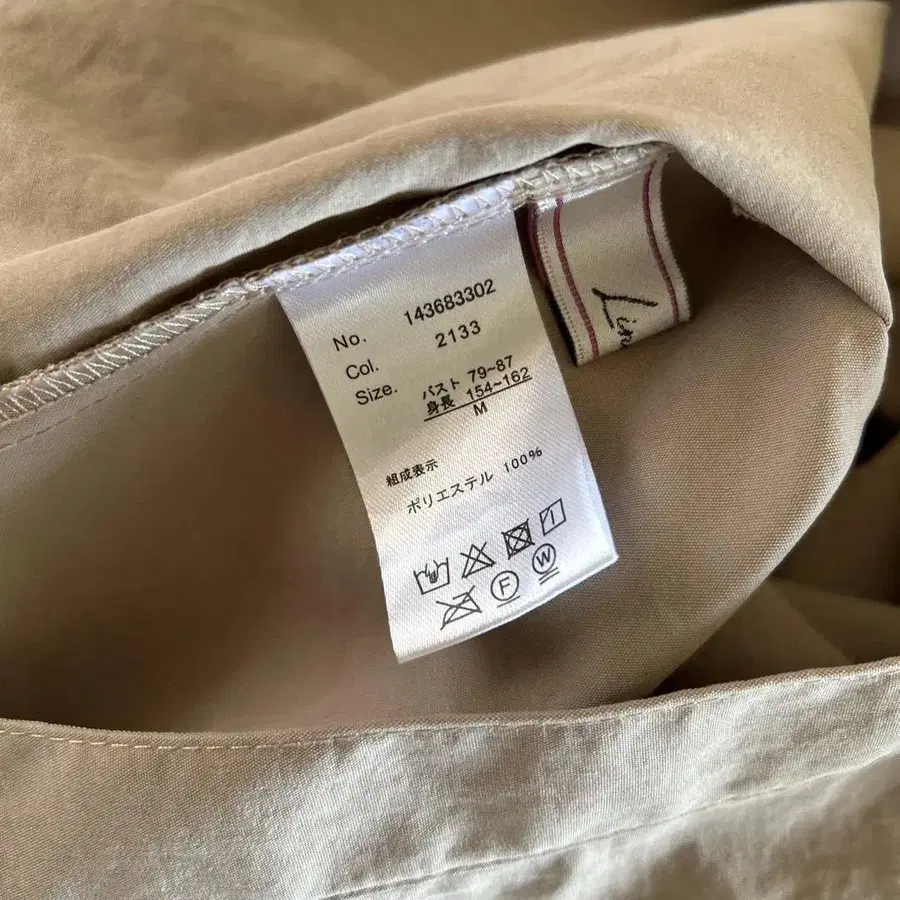 No. 143683302
Col. 2133
Size. バスト 79~87
身長 154~162
M
組成表示
ポリエステル 100%
F W